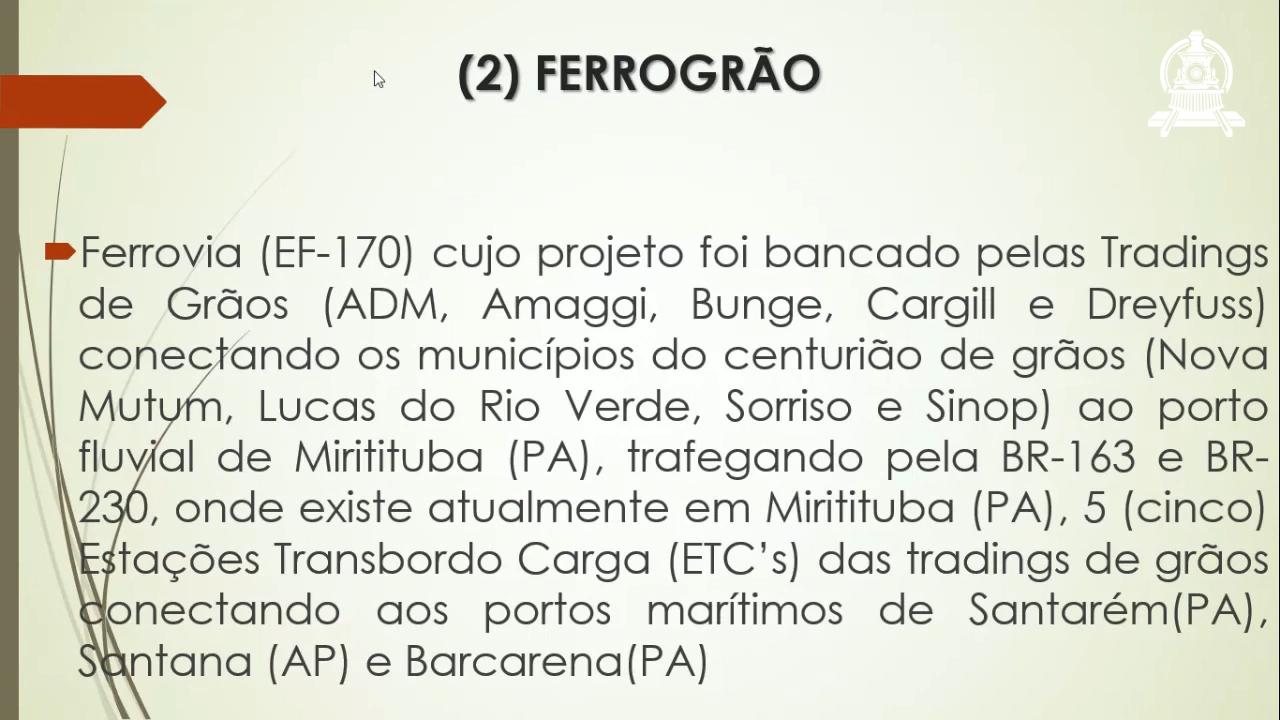 (2) FERROGRÃO
Ferrovia (EF-170) cujo projeto foi bancado pelas Tradings
de Grãos (ADM, Amaggi, Bunge, Cargill e Dreyfuss)
conectando os municípios do centurião de grãos (Nova
Mutum, Lucas do Rio Verde, Sorriso e Sinop) ao porto
fluvial de Miritituba (PA), trafegando pela BR-163 e BR-
230, onde existe atualmente em Miritituba (PA), 5 (cinco)
Estações Transbordo Carga (ETC’s) das tradings de grãos
conectando aos portos marítimos de Santarém(PA),
Santana (AP) e Barcarena(PA)